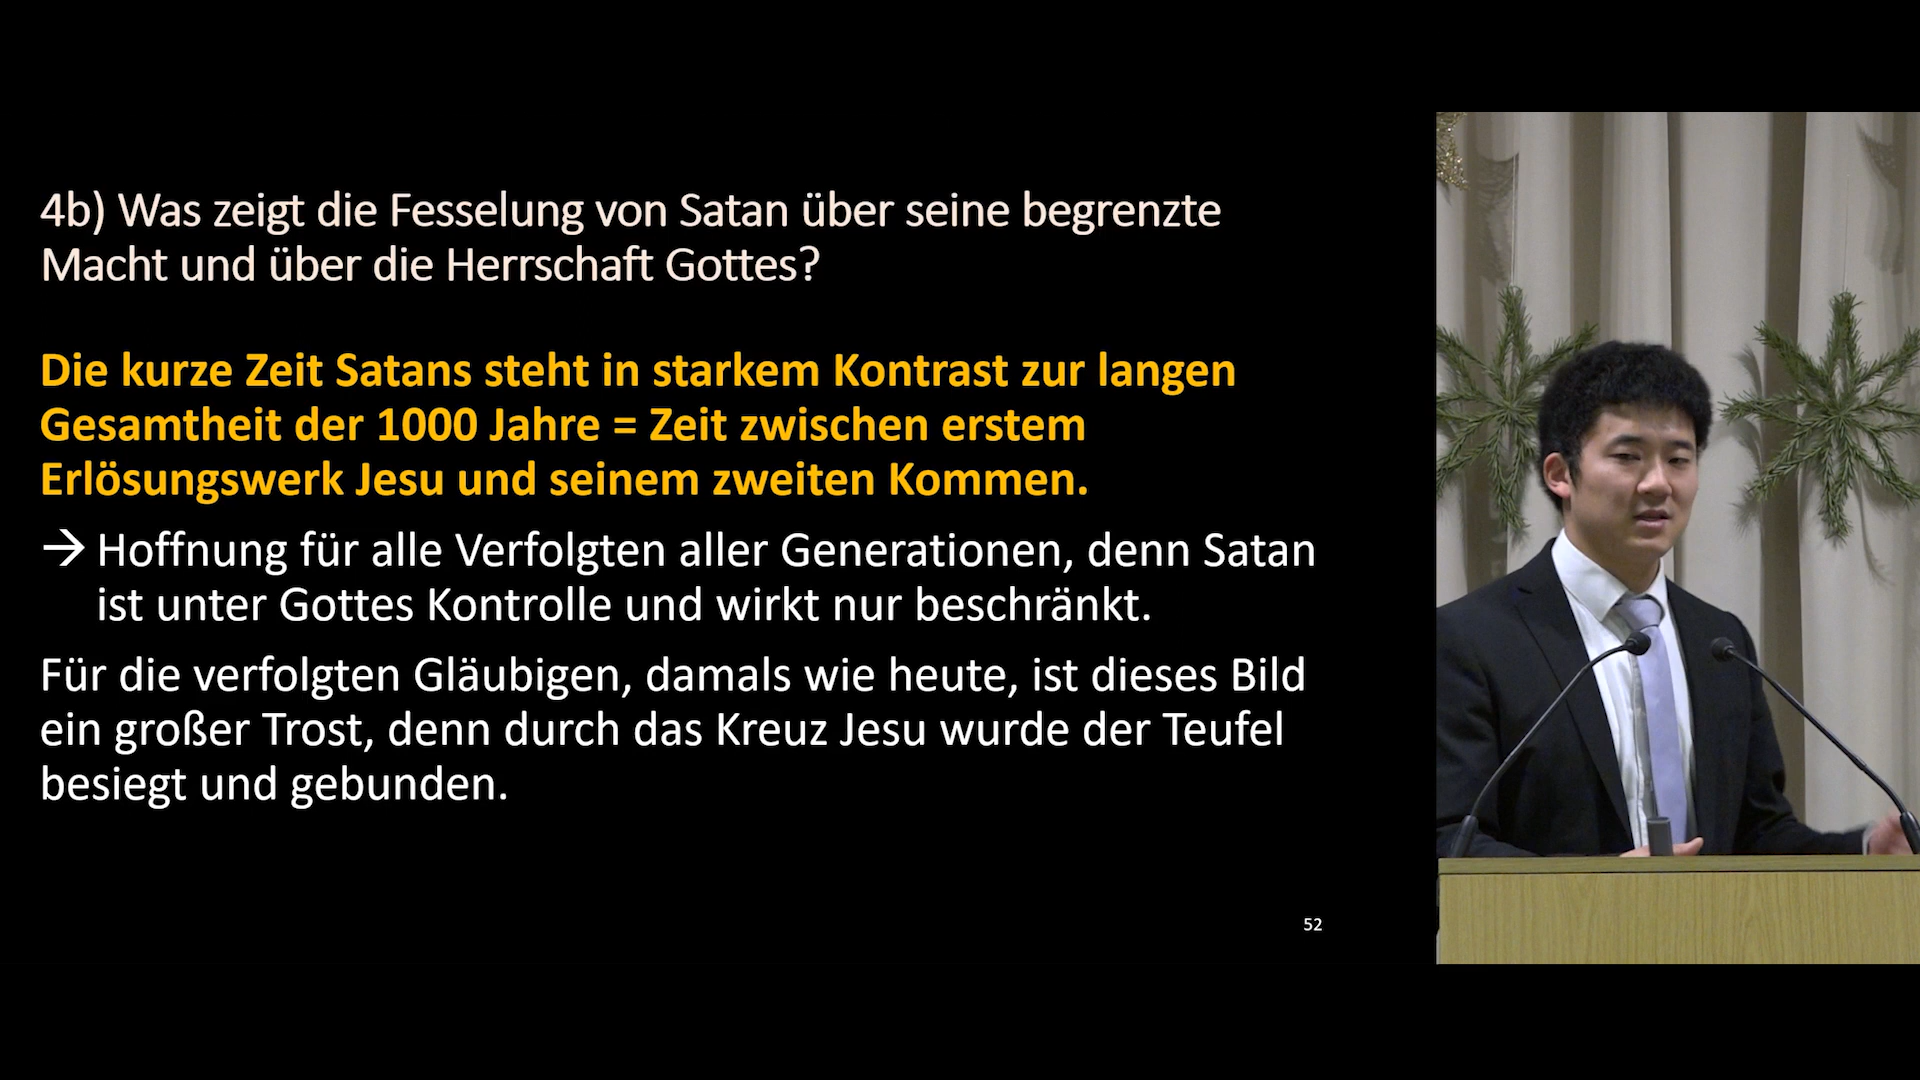 4b) Was zeigt die Fesselung von Satan über seine begrenzte
Macht und über die Herrschaft Gottes?
Die kurze Zeit Satans steht in starkem Kontrast zur langen
Gesamtheit der 1000 Jahre = Zeit zwischen erstem
Erlösungswerk Jesu und seinem zweiten Kommen.
→ Hoffnung für alle Verfolgten aller Generationen, denn Satan
ist unter Gottes Kontrolle und wirkt nur beschränkt.
Für die verfolgten Gläubigen, damals wie heute, ist dieses Bild
ein großer Trost, denn durch das Kreuz Jesu wurde der Teufel
besiegt und gebunden.
52